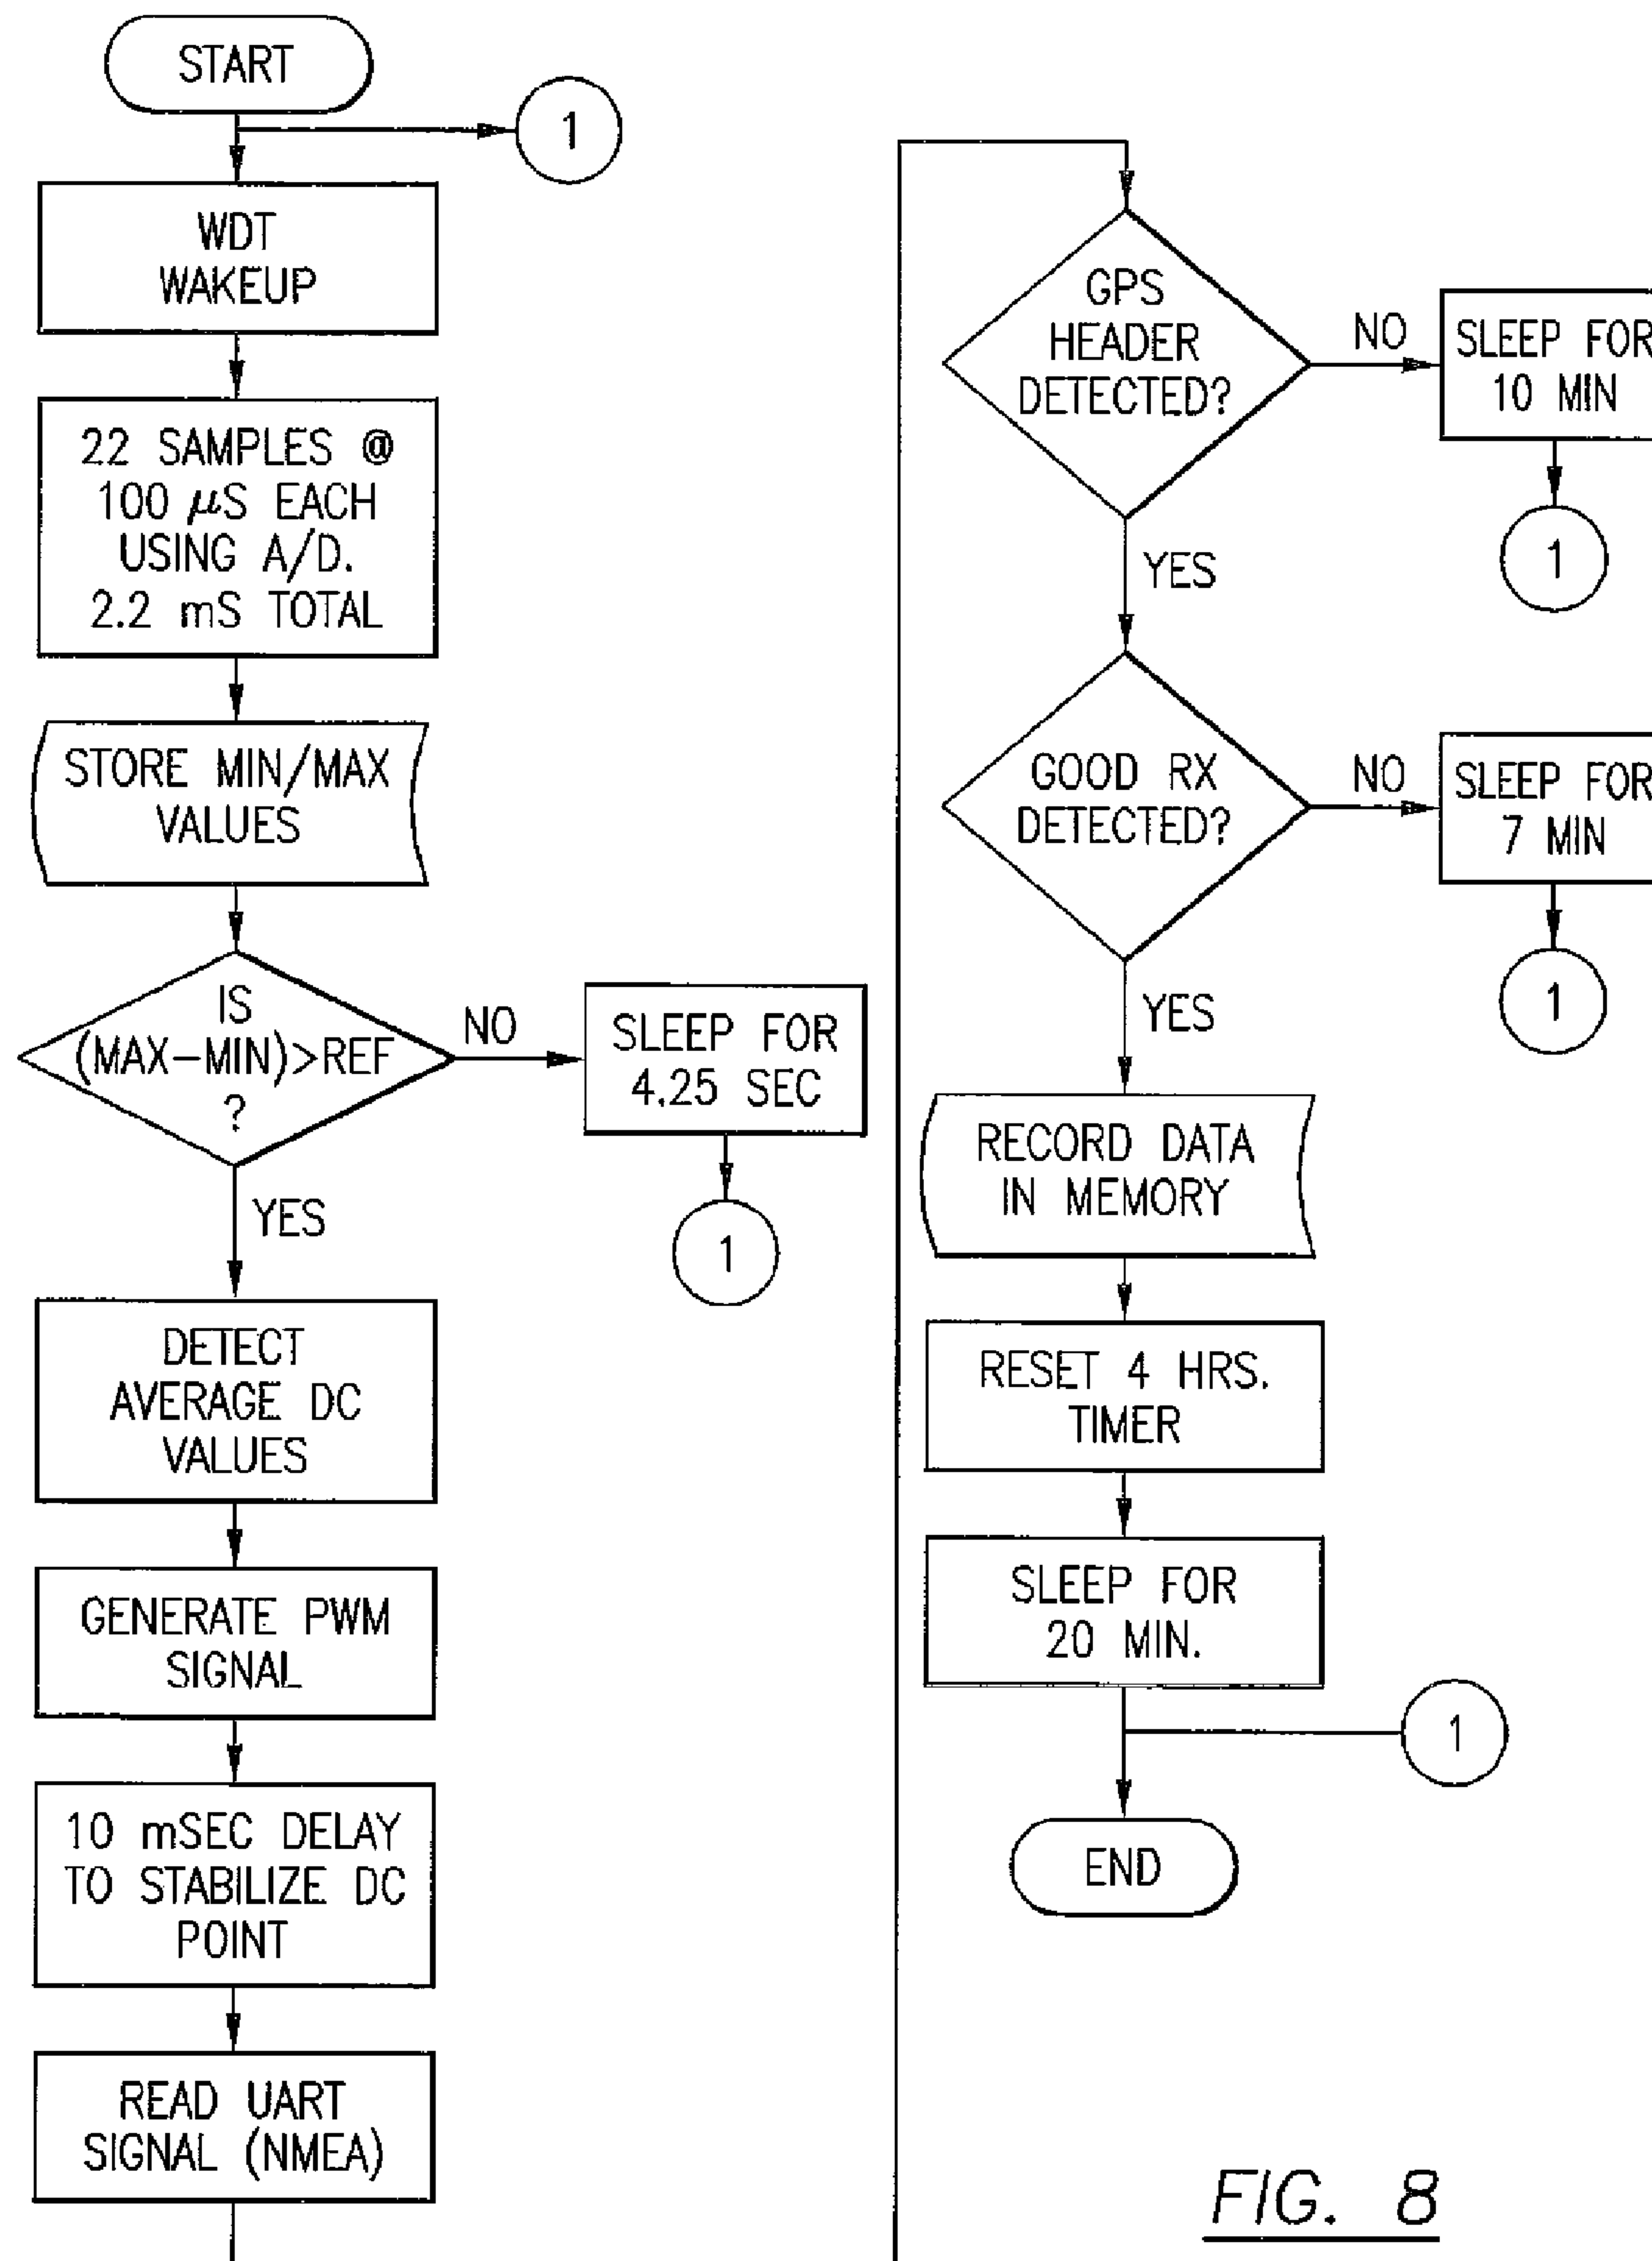 START
1
WDT
WAKEUP
22 SAMPLES @
100 µS EACH
USING A/D.
2.2 mS TOTAL
STORE MIN/MAX
VALUES
IS
(MAX-MIN)>REF
?
NO
SLEEP FOR
4.25 SEC
1
YES
DETECT
AVERAGE DC
VALUES
GENERATE PWM
SIGNAL
10 mSEC DELAY
TO STABILIZE DC
POINT
READ UART
SIGNAL (NMEA)
GPS
HEADER
DETECTED?
NO
SLEEP FOR
10 MIN
1
YES
GOOD RX
DETECTED?
NO
SLEEP FOR
7 MIN
1
YES
RECORD DATA
IN MEMORY
RESET 4 HRS.
TIMER
SLEEP FOR
20 MIN.
1
END
FIG. 8